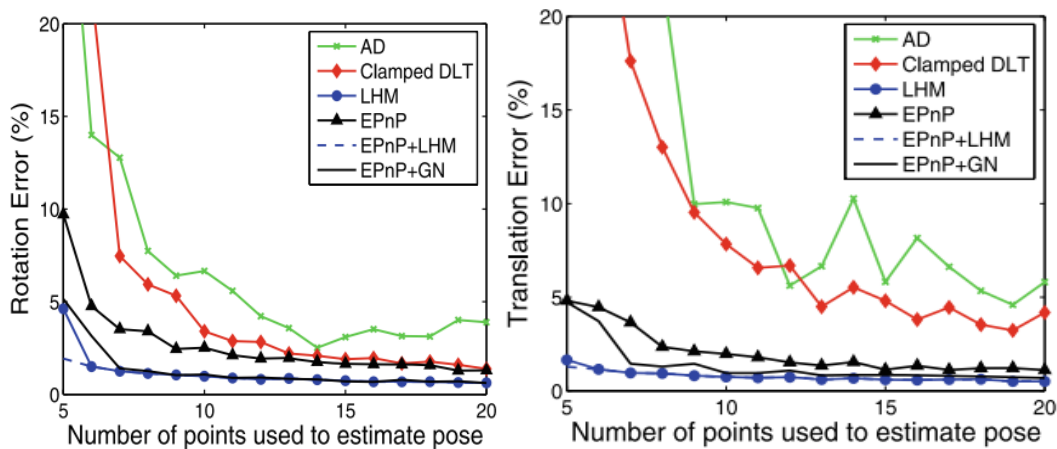 20
15
10
5
0
5
10
15
20
Rotation Error (%)
Number of points used to estimate pose
AD
Clamped DLT
LHM
EPnP
EPnP+LHM
EPnP+GN
20
15
10
5
0
5
10
15
20
Translation Error (%)
Number of points used to estimate pose
AD
Clamped DLT
LHM
EPnP
EPnP+LHM
EPnP+GN